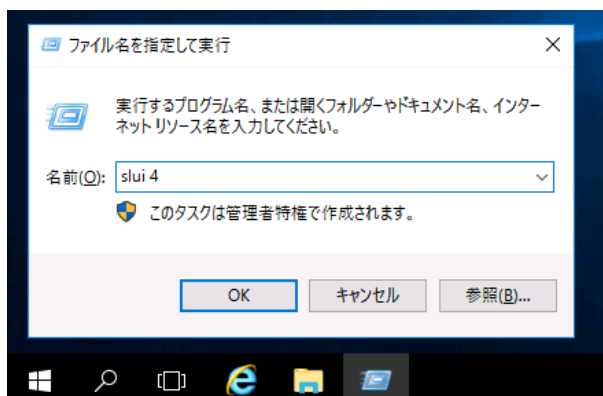 ファイル名を指定して実行
実行するプログラム名、または開くフォルダーやドキュメント名、インター
ネット リソース名を入力してください。
名前(O): slui 4
このタスクは管理者特権で作成されます。
OK キャンセル 参照(B)...